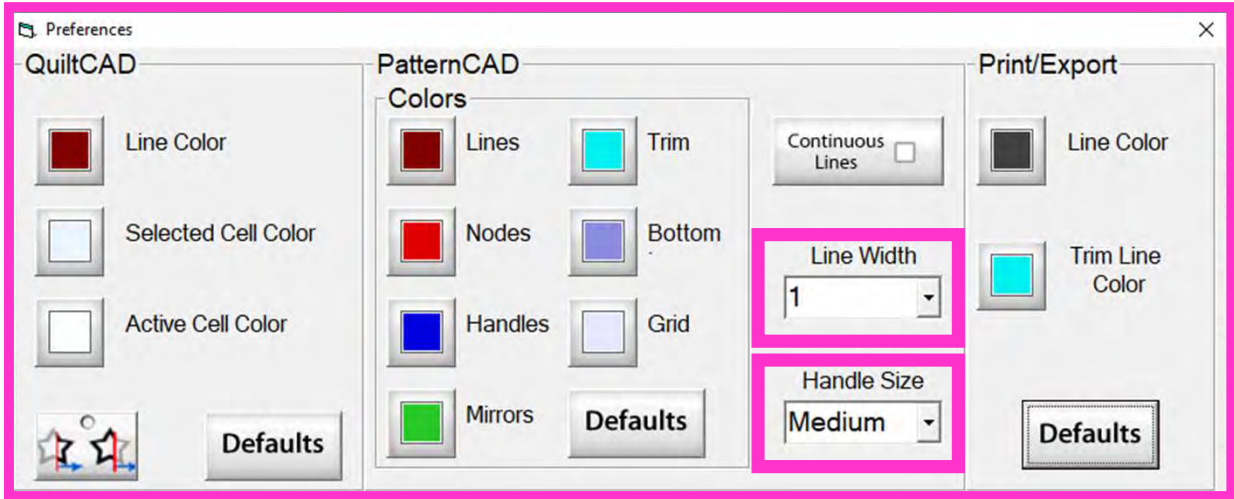 Preferences
QuiltCAD
Line Color
Selected Cell Color
Active Cell Color
Defaults
PatternCAD
Colors
Lines
Trim
Nodes
Bottom
Handles
Grid
Mirrors
Defaults
Continuous
Lines
Line Width
1
Handle Size
Medium
Print/Export
Line Color
Trim Line
Color
Defaults